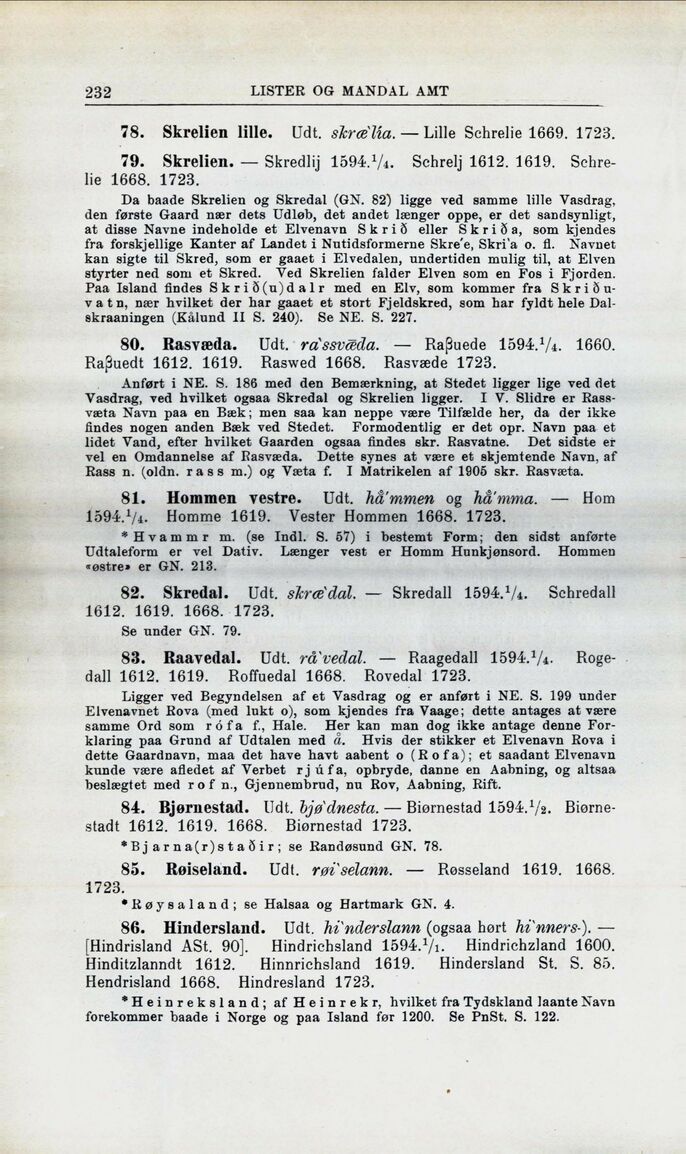 232 LISTER OG MANDAL AMT
78. Skrelien lille. Udt. skræ`lia. — Lille Schrelie 1669. 1723.
79. Skrelien. — Skredlij 1594.¹/₄. Schrelj 1612. 1619. Schre-
lie 1668. 1723.
Da baade Skrelien og Skredal (GN. 82) ligge ved samme lille Vasdrag,
den første Gaard nær dets Udløb, det andet længer oppe, er det sandsynligt,
at disse Navne indeholde et Elvenavn Skrið eller Skriða, som kjendes
fra forskjellige Kanter af Landet i Nutidsformerne Skre'e, Skri'a o. fl. Navnet
kan sigte til Skred, som er gaaet i Elvedalen, undertiden mulig til, at Elven
styrter ned som et Skred. Ved Skrelien falder Elven som en Fos i Fjorden.
Paa Island findes Skrið(u)dalr med en Elv, som kommer fra Skriðu-
vatn, nær hvilket der har gaaet et stort Fjeldskred, som har fyldt hele Dal-
skraaningen (Kålund II S. 240). Se NE. S. 227.
80. Rasvæda. Udt. ra`ssvæ̅da. — Raßuede 1594.¹/₄. 1660.
Raßuedt 1612. 1619. Raswed 1668. Rasvæde 1723.
Anført i NE. S. 186 med den Bemærkning, at Stedet ligger lige ved det
Vasdrag, ved hvilket ogsaa Skredal og Skrelien ligger. I V. Slidre er Rass-
væta Navn paa en Bæk; men saa kan neppe være Tilfælde her, da der ikke
findes nogen anden Bæk ved Stedet. Formodentlig er det opr. Navn paa et
lidet Vand, efter hvilket Gaarden ogsaa findes skr. Rasvatne. Det sidste er
vel en Omdannelse af Rasvæda. Dette synes at være et skjemtende Navn, af
Rass n. (oldn. rass m.) og Væta f. I Matrikelen af 1905 skr. Rasvæta.
81. Hommen vestre. Udt. hå'mmen og hå'mma. — Hom
1594.¹/₄. Homme 1619. Vester Hommen 1668. 1723.
*Hvammr m. (se Indl. S. 57) i bestemt Form; den sidst anførte
Udtaleform er vel Dativ. Længer vest er Homm Hunkjønsord. Hommen
«østre» er GN. 213.
82. Skredal. Udt. skræ`dal. — Skredall 1594.¹/₄. Schredall
1612. 1619. 1668. 1723.
Se under GN. 79.
83. Raavedal. Udt. rå`vedal. — Raagedall 1594.¹/₄. Roge-
dall 1612. 1619. Roffuedal 1668. Rovedal 1723.
Ligger ved Begyndelsen af et Vasdrag og er anført i NE. S. 199 under
Elvenavnet Rova (med lukt o), som kjendes fra Vaage; dette antages at være
samme Ord som rófa f., Hale. Her kan man dog ikke antage denne For-
klaring paa Grund af Udtalen med å. Hvis der stikker et Elvenavn Rova i
dette Gaardnavn, maa det have havt aabent o (Rofa); et saadant Elvenavn
kunde være afledet af Verbet rjúfa, opbryde, danne en Aabning, og altsaa
beslægtet med rof n., Gjennembrud, nu Rov, Aabning, Rift.
84. Bjørnestad. Udt. bjø`dnesta. — Biørnestad 1594.¹/₂. Biørne-
stadt 1612. 1619. 1668. Biørnestad 1723.
*Bjarna(r)staðir; se Randøsund GN. 78.
85. Røiseland. Udt. røi`selann. — Røsseland 1619. 1668.
1723.
*Røysaland; se Halsaa og Hartmark GN. 4.
86. Hindersland. Udt. hi`nderslann (ogsaa hørt hi`nners-). —
[Hindrisland ASt. 90]. Hindrichsland 1594.¹/₁. Hindrichzland 1600.
Hinditzlanndt 1612. Hinnrichsland 1619. Hindersland St. S. 85.
Hendrisland 1668. Hindresland 1723.
*Heinreksland; af Heinrekr, hvilket fra Tydskland laante Navn
forekommer baade i Norge og paa Island før 1200. Se PnSt. S. 122.